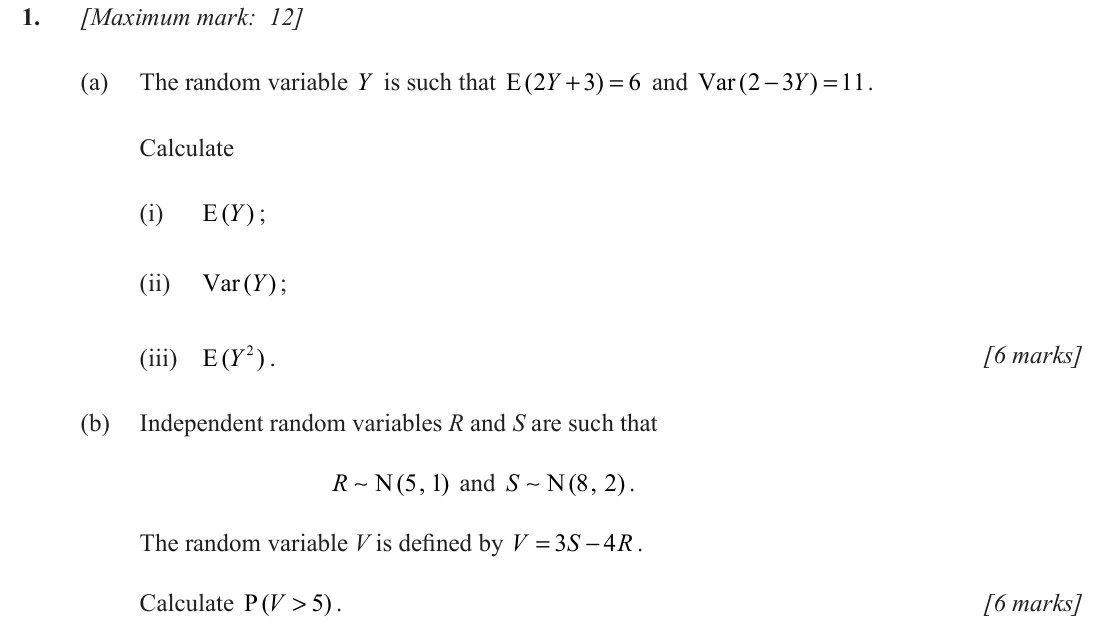 1. [Maximum mark: 12]
(a) The random variable Y is such that E(2Y+3)=6 and Var(2−3Y)=11.
Calculate
(i) E(Y);
(ii) Var(Y);
(iii) E(Y²). [6 marks]
(b) Independent random variables R and S are such that
R ~ N(5, 1) and S ~ N(8, 2).
The random variable V is defined by V = 3S − 4R.
Calculate P(V > 5). [6 marks]